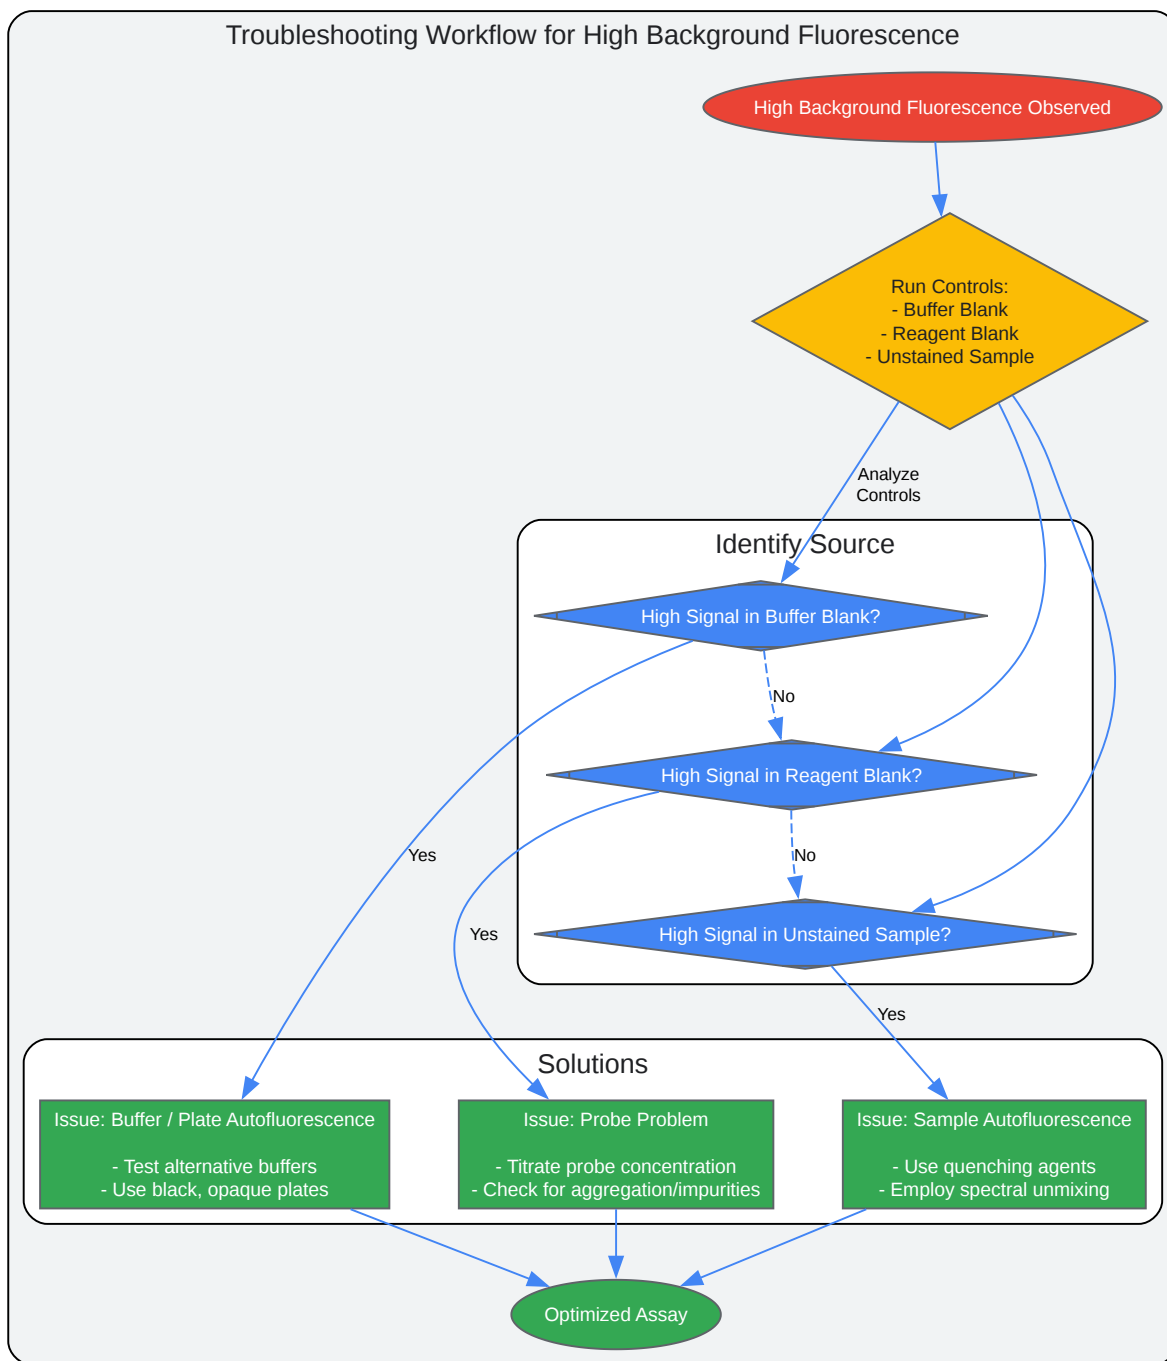 Troubleshooting Workflow for High Background Fluorescence
High Background Fluorescence Observed
Run Controls:
- Buffer Blank
- Reagent Blank
- Unstained Sample
Analyze
Controls
Identify Source
High Signal in Buffer Blank?
No
High Signal in Reagent Blank?
Yes
No
Yes
High Signal in Unstained Sample?
Yes
Solutions
Issue: Buffer / Plate Autofluorescence
- Test alternative buffers
- Use black, opaque plates
Issue: Probe Problem
- Titrate probe concentration
- Check for aggregation/impurities
Issue: Sample Autofluorescence
- Use quenching agents
- Employ spectral unmixing
Optimized Assay